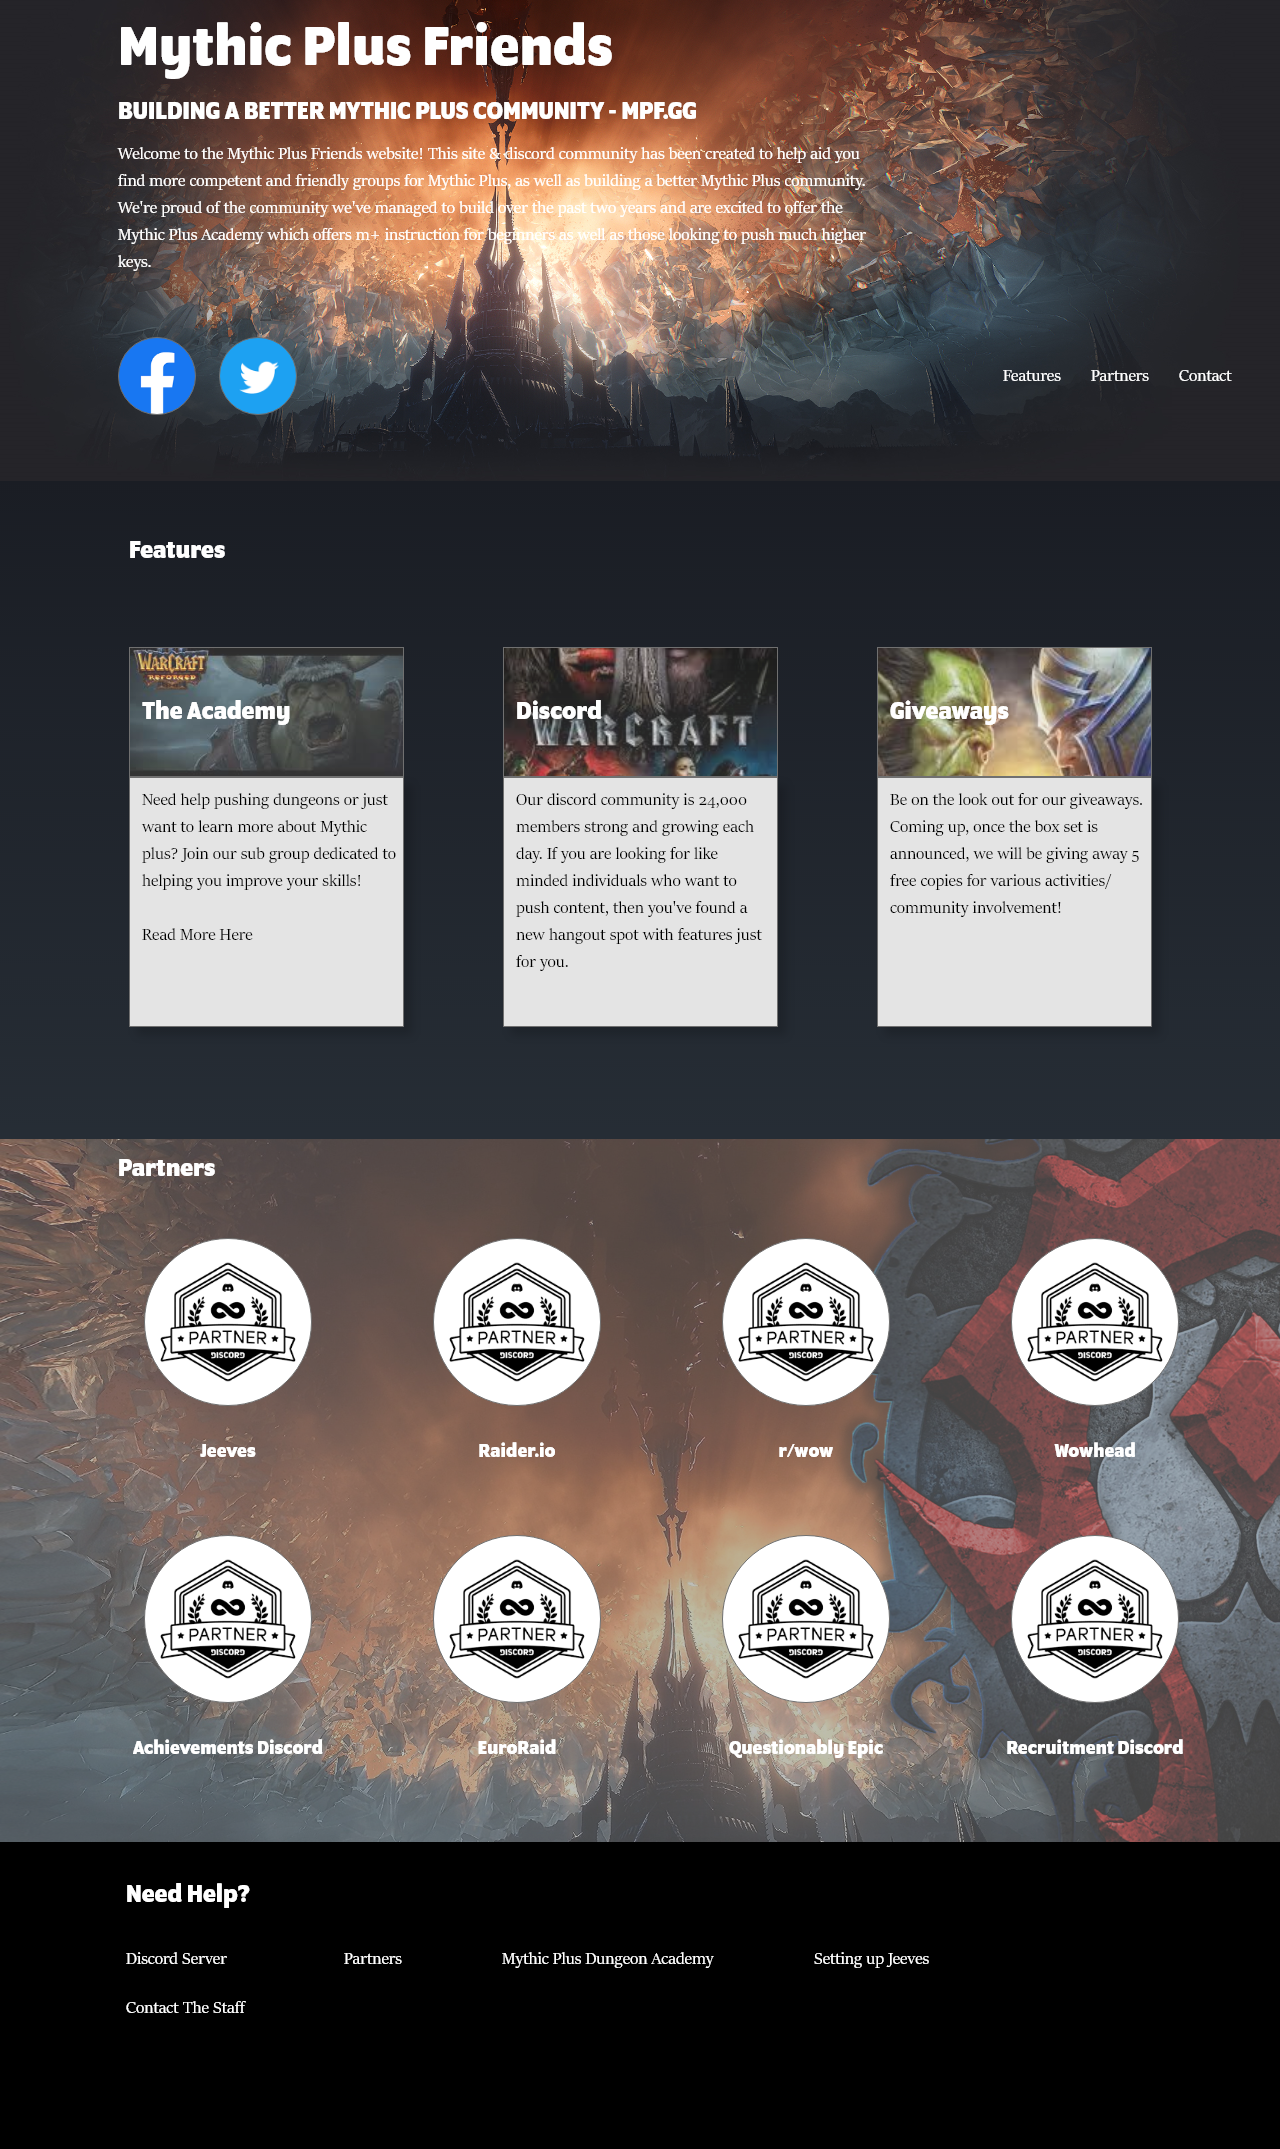 Mythic Plus Friends
BUILDING A BETTER MYTHIC PLUS COMMUNITY - MPF.GG
Welcome to the Mythic Plus Friends website! This site & discord community has been created to help aid you
find more competent and friendly groups for Mythic Plus, as well as building a better Mythic Plus community.
We're proud of the community we've managed to build over the past two years and are excited to offer the
Mythic Plus Academy which offers m+ instruction for beginners as well as those looking to push much higher
keys.
Features Partners Contact
Features
WARCRAFT
REFORGED
The Academy
Discord
WARCRAFT
Giveaways
Need help pushing dungeons or just
want to learn more about Mythic
plus? Join our sub group dedicated to
helping you improve your skills!
Read More Here
Our discord community is 24,000
members strong and growing each
day. If you are looking for like
minded individuals who want to
push content, then you've found a
new hangout spot with features just
for you.
Be on the look out for our giveaways.
Coming up, once the box set is
announced, we will be giving away 5
free copies for various activities/
community involvement!
Partners
PARTNER
DISCORD
PARTNER
DISCORD
PARTNER
DISCORD
PARTNER
DISCORD
Jeeves
Raider.io
r/wow
Wowhead
PARTNER
DISCORD
PARTNER
DISCORD
PARTNER
DISCORD
PARTNER
DISCORD
Achievements Discord
EuroRaid
Questionably Epic
Recruitment Discord
Need Help?
Discord Server Partners Mythic Plus Dungeon Academy Setting up Jeeves
Contact The Staff